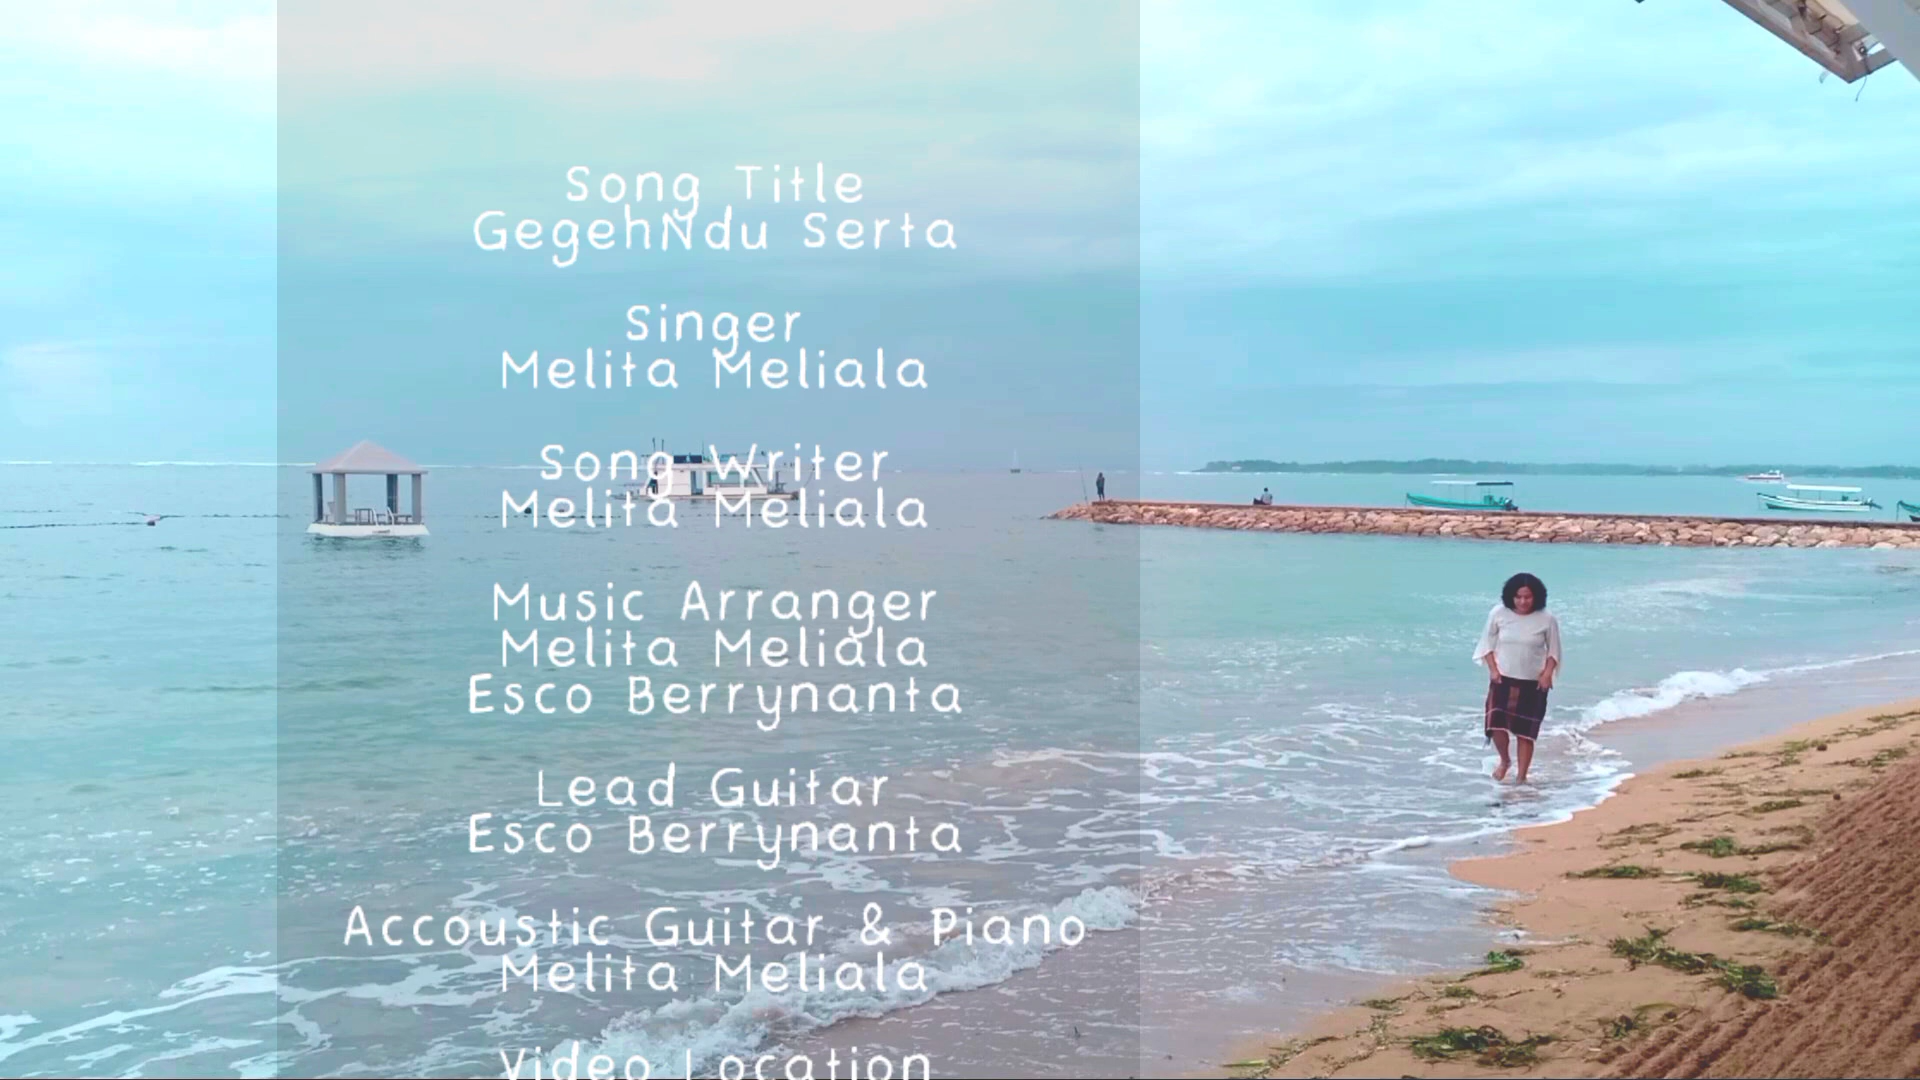 Song Title
GegehNdu Serta
Singer
Melita Meliala
Song Writer
Melita Meliala
Music Arranger
Melita Meliala
Esco Berrynanta
Lead Guitar
Esco Berrynanta
Accoustic Guitar & Piano
Melita Meliala
Video Location